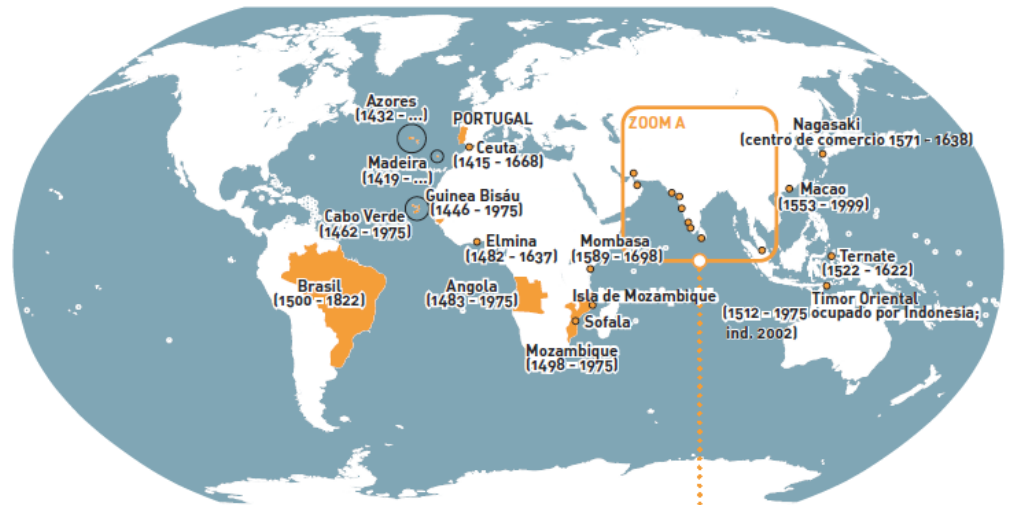 Azores
(1432 - ...)
PORTUGAL
Ceuta
(1415 - 1668)
Madeira
(1419 - ...)
Guinea Bisáu
(1446 - 1975)
Cabo Verde
(1462 - 1975)
Elmina
(1482 - 1637)
Brasil
(1500 - 1822)
Angola
(1483 - 1975)
Mombasa
(1589 - 1698)
Isla de Mozambique
Sofala
Mozambique
(1498 - 1975)
ZOOM A
Nagasaki
(centro de comercio 1571 - 1638)
Macao
(1553 - 1999)
Ternate
(1522 - 1622)
Timor Oriental
(1512 - 1975 ocupado por Indonesia;
ind. 2002)